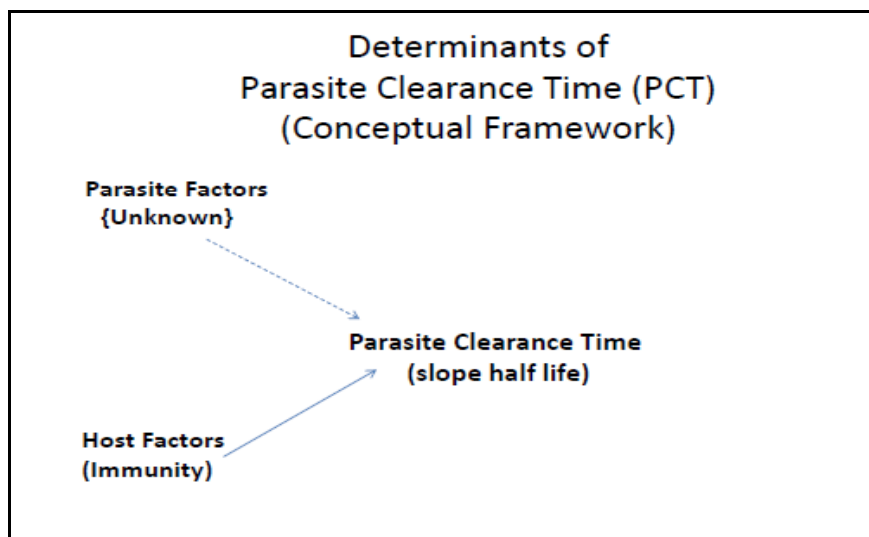 Determinants of
Parasite Clearance Time (PCT)
(Conceptual Framework)
Parasite Factors
{Unknown}
Parasite Clearance Time
(slope half life)
Host Factors
(Immunity)